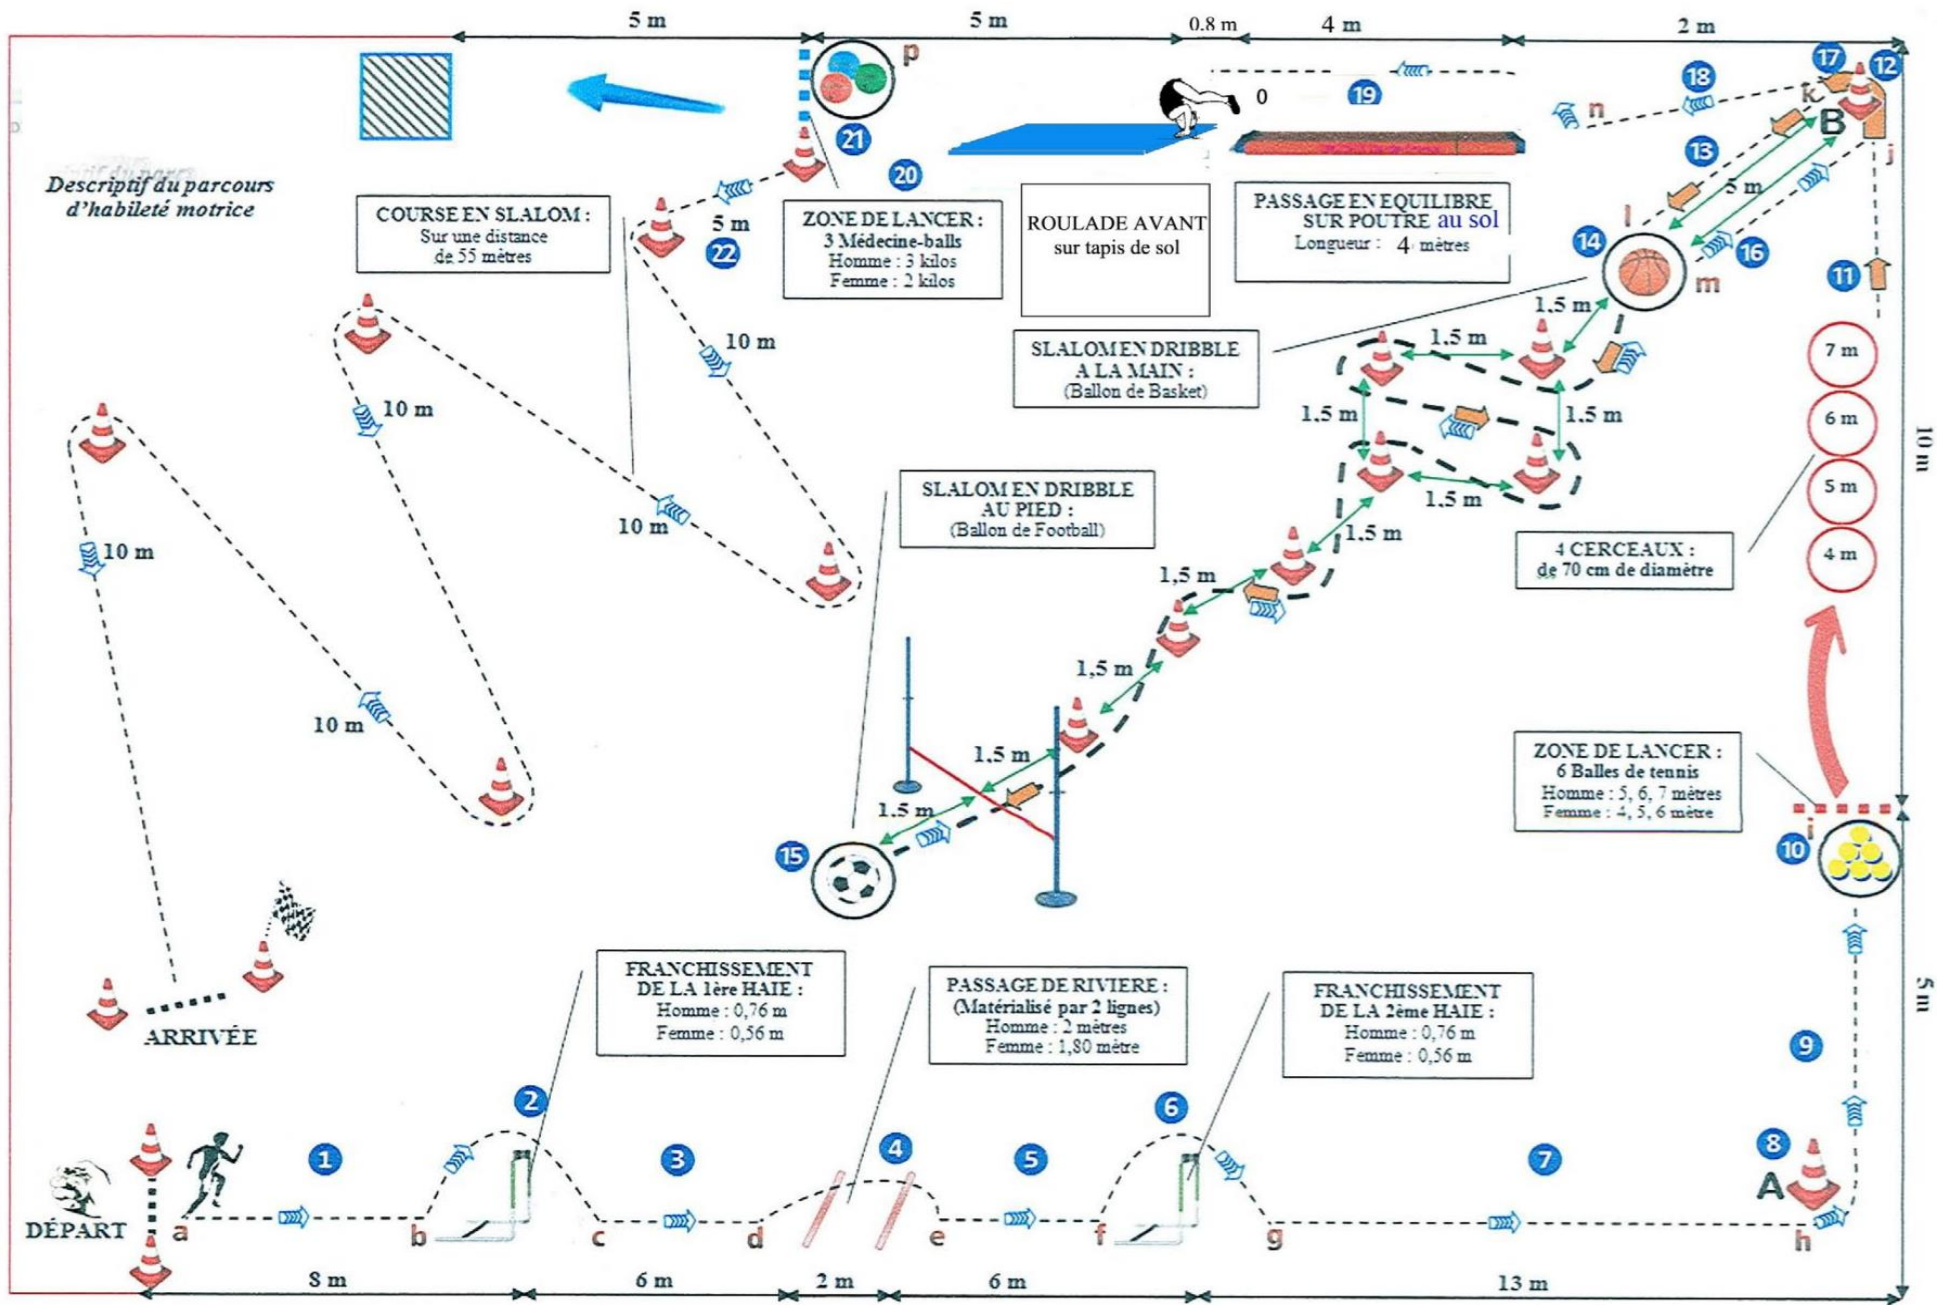 5 m
5 m
0.8 m
4 m
2 m
p
17
12
18
k
B
19
0
n
j
13
21
20
Descriptif du parcours
d'habileté motrice
5 m
l
14
16
m
11
COURSE EN SLALOM :
Sur une distance
de 55 mètres
5 m
22
ZONE DE LANCER :
3 Médecine-balls
Homme : 3 kilos
Femme : 2 kilos
ROULADE AVANT
sur tapis de sol
PASSAGE EN EQUILIBRE
SUR POUTRE au sol
Longueur : 4 mètres
1.5 m
1.5 m
10 m
SLALOM EN DRIBBLE
A LA MAIN :
(Ballon de Basket)
7 m
10 m
1.5 m
1.5 m
6 m
10 m
SLALOM EN DRIBBLE
AU PIED :
(Ballon de Football)
1.5 m
5 m
10 m
1.5 m
10 m
4 CERCEAUX :
de 70 cm de diamètre
4 m
1,5 m
1,5 m
10 m
1.5 m
ZONE DE LANCER :
6 Balles de tennis
Homme : 5, 6, 7 mètres
Femme : 4, 5, 6 mètre
1.5 m
i
15
10
5 m
FRANCHISSEMENT
DE LA 1ère HAIE :
Homme : 0,76 m
Femme : 0,56 m
PASSAGE DE RIVIERE :
(Matérialisé par 2 lignes)
Homme : 2 mètres
Femme : 1,80 mètre
FRANCHISSEMENT
DE LA 2ème HAIE :
Homme : 0,76 m
Femme : 0,56 m
ARRIVÉE
9
2
6
1
3
4
5
7
8
A
DÉPART
a
b
c
d
e
f
g
h
8 m
6 m
2 m
6 m
13 m